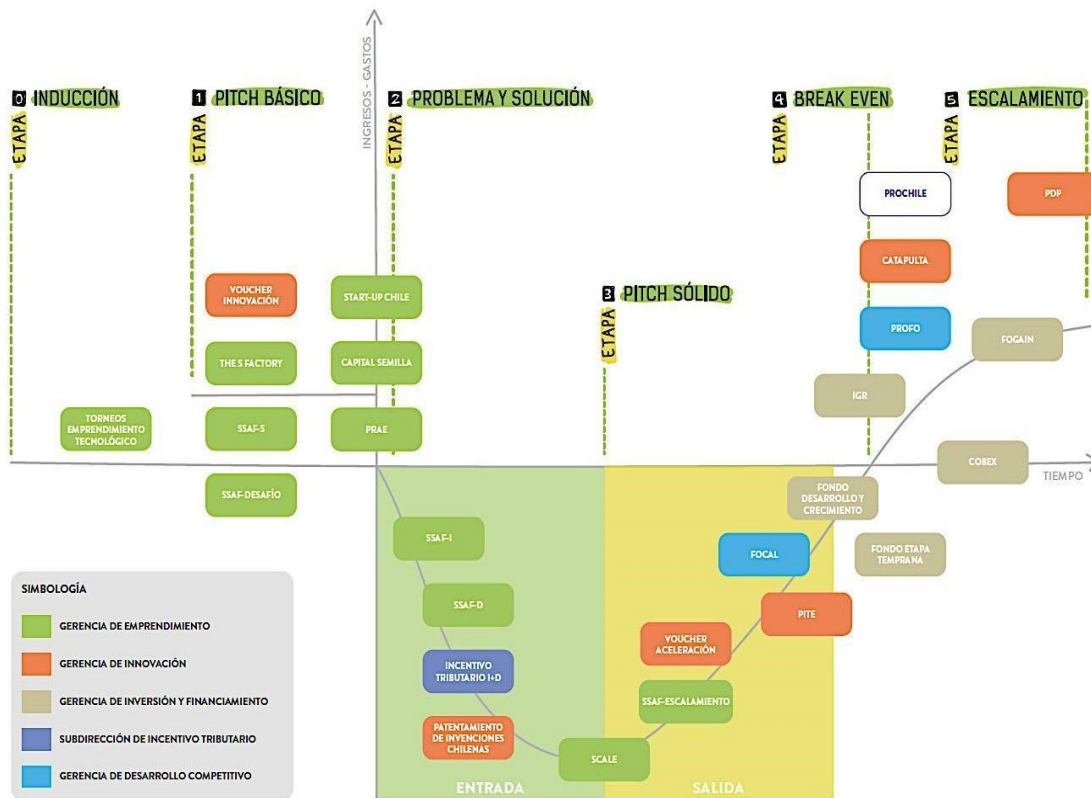 INGRESOS - GASTOS
0 INDUCCIÓN
ETAPA
1 PITCH BÁSICO
ETAPA
2 PROBLEMA Y SOLUCIÓN
ETAPA
4 BREAK EVEN
ETAPA
5 ESCALAMIENTO
ETAPA
PROCHILE
PDP
CATAPULTA
VOUCHER
INNOVACIÓN
START-UP CHILE
3 PITCH SÓLIDO
ETAPA
PROFO
FOGAIN
THE S FACTORY
CAPITAL SEMILLA
IGR
TORNEOS
EMPRENDIMIENTO
TECNOLÓGICO
SSAF-S
PRAE
COBEX
TIEMPO
SSAF-DESAFÍO
FONDO
DESARROLLO Y
CRECIMIENTO
SSAF-I
FOCAL
FONDO ETAPA
TEMPRANA
SSAF-D
PITE
VOUCHER
ACELERACIÓN
INCENTIVO
TRIBUTARIO I+D
SSAF-ESCALAMIENTO
PATENTAMIENTO
DE INVENCIONES
CHILENAS
SCALE
ENTRADA
SALIDA
SIMBOLOGÍA
GERENCIA DE EMPRENDIMIENTO
GERENCIA DE INNOVACIÓN
GERENCIA DE INVERSIÓN Y FINANCIAMIENTO
SUBDIRECCIÓN DE INCENTIVO TRIBUTARIO
GERENCIA DE DESARROLLO COMPETITIVO